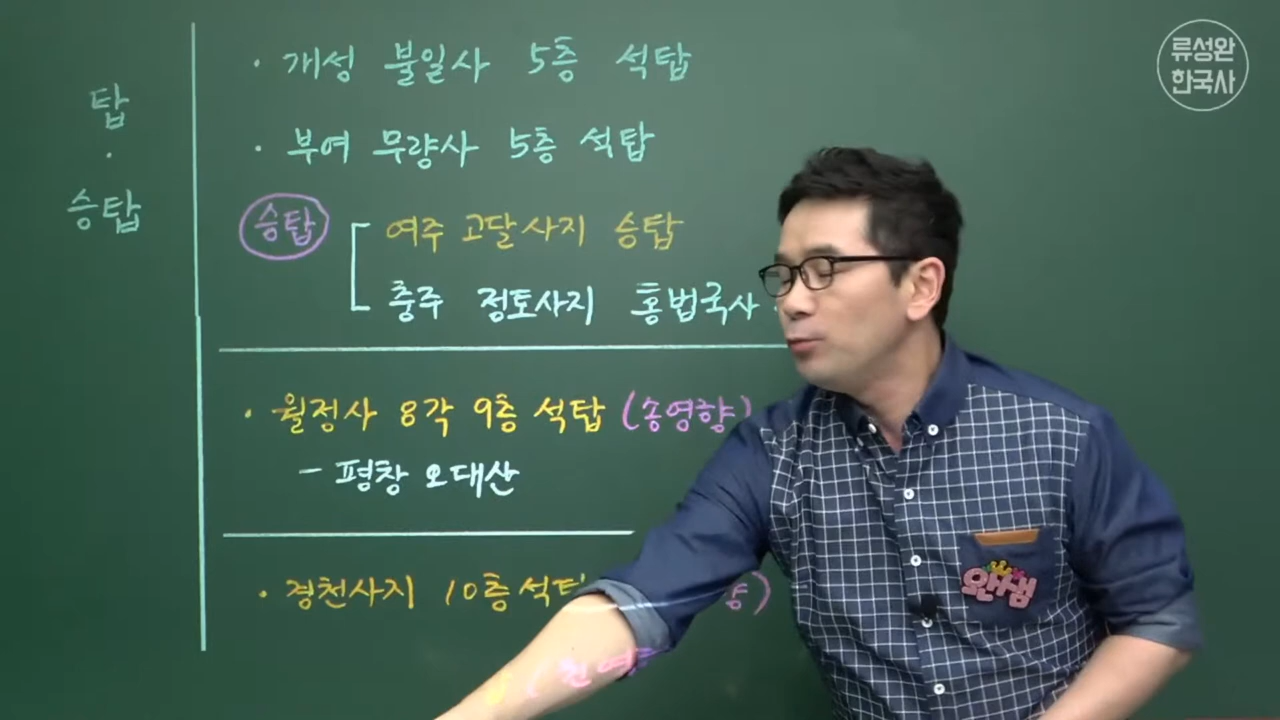 류성완
한국사
탑
·
승탑
· 개성 불일사 5층 석탑
· 부여 무량사 5층 석탑
승탑
여주 고달사지 승탑
충주 정토사지 홍법국사
· 월정사 8각 9층 석탑 (송영향)
- 평창 오대산
· 경천사지 10층 석탑 향)
완샘